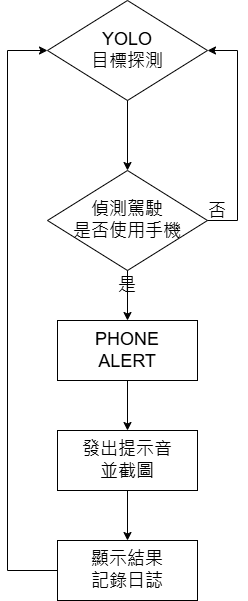 YOLO
目標探測
偵測駕駛
是否使用手機
否
是
PHONE
ALERT
發出提示音
並截圖
顯示結果
記錄日誌